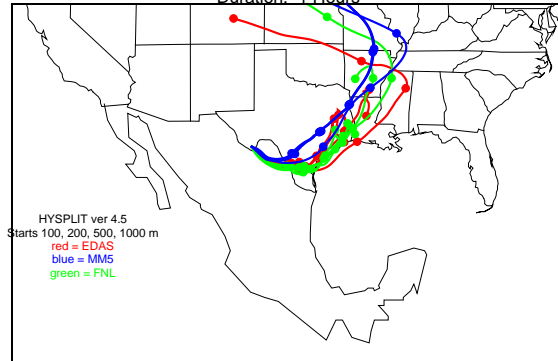 HYSPLIT ver 4.5
Starts 100, 200, 500, 1000 m
red = EDAS
blue = MM5
green = FNL